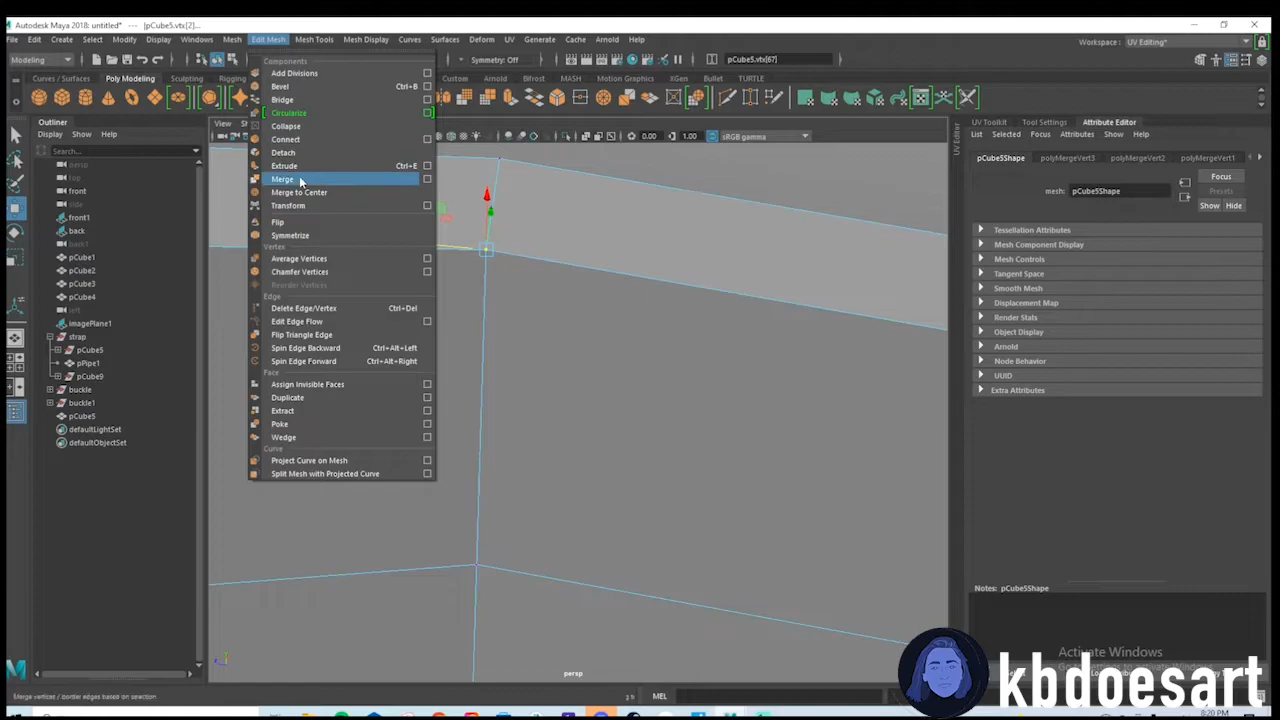 Autodesk Maya 2018: untitled* --- |pCube5.vtx[2]...
File Edit Create Select Modify Display Windows Mesh Edit Mesh Mesh Tools Mesh Display Curves Surfaces Deform UV Generate Cache Arnold Help
Workspace : UV Editing*
Modeling
Symmetry: Off
pCube5.vtx[67]
Curves / Surfaces Poly Modeling Sculpting Rigging
Custom Arnold Bifrost MASH Motion Graphics XGen Bullet TURTLE
Outliner
Display Show Help
Search...
persp
top
front
side
front1
back
back1
pCube1
pCube2
pCube3
pCube4
left
imagePlane1
strap
pCube5
pPipe1
pCube9
buckle
buckle1
pCube5
defaultLightSet
defaultObjectSet
Components
Add Divisions
Bevel Ctrl+B
Bridge
Circularize
Collapse
Connect
Detach
Extrude Ctrl+E
Merge
Merge to Center
Transform
Flip
Symmetrize
Vertex
Average Vertices
Chamfer Vertices
Reorder Vertices
Edge
Delete Edge/Vertex Ctrl+Del
Edit Edge Flow
Flip Triangle Edge
Spin Edge Backward Ctrl+Alt+Left
Spin Edge Forward Ctrl+Alt+Right
Face
Assign Invisible Faces
Duplicate
Extract
Poke
Wedge
Curve
Project Curve on Mesh
Split Mesh with Projected Curve
View
0.00 1.00 sRGB gamma
persp
UV Editor
UV Toolkit Tool Settings Attribute Editor
List Selected Focus Attributes Show Help
pCube5Shape polyMergeVert3 polyMergeVert2 polyMergeVert1
mesh: pCube5Shape
Focus
Presets
Show Hide
Tessellation Attributes
Mesh Component Display
Mesh Controls
Tangent Space
Smooth Mesh
Displacement Map
Render Stats
Object Display
Arnold
Node Behavior
UUID
Extra Attributes
Notes: pCube5Shape
Activate Windows
kbdoesart
Merge vertices / border edges based on selection.
MEL
8:20 PM